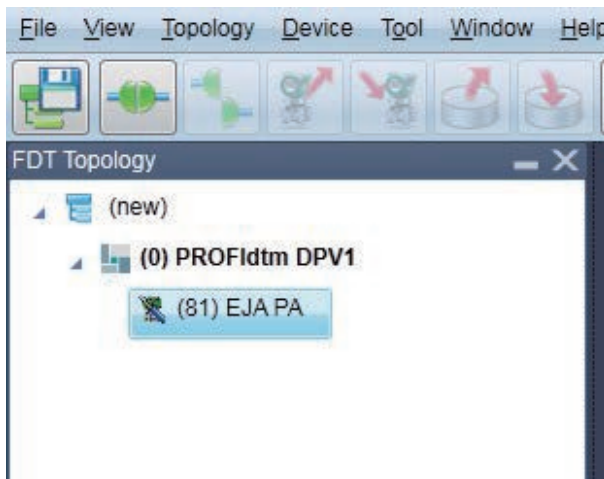 File View Topology Device Tool Window Help
FDT Topology
(new)
(0) PROFIdtm DPV1
(81) EJA PA